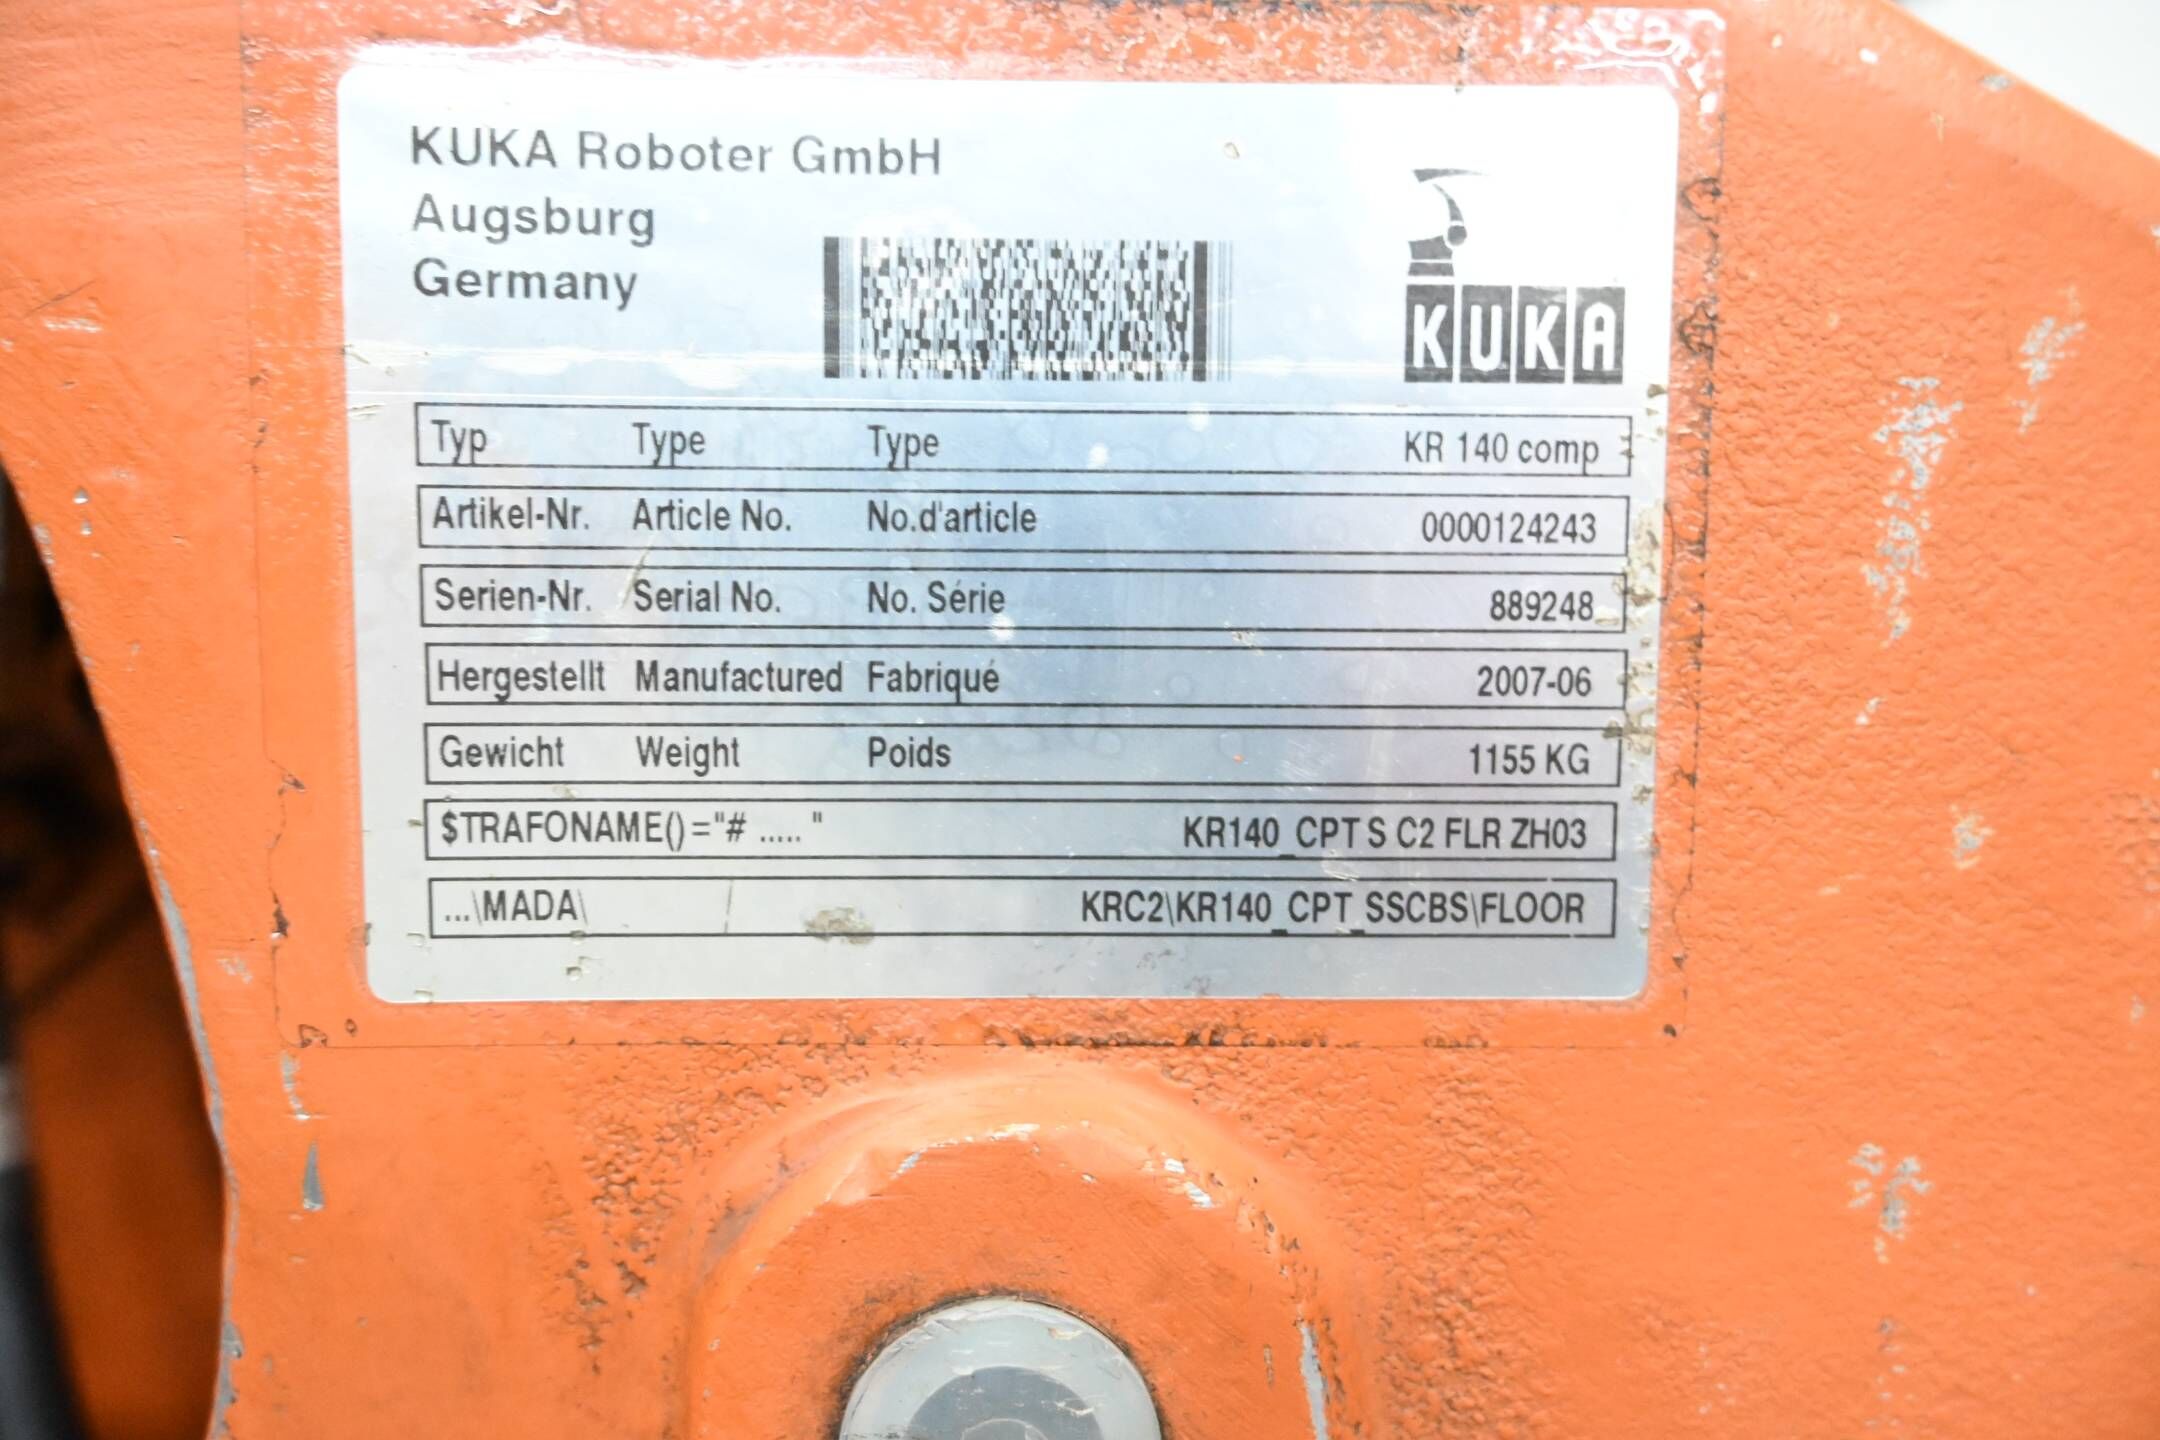 KUKA Roboter GmbH
Augsburg
Germany
KUKA
Typ Type Type KR 140 comp
Artikel-Nr. Article No. No.d'article 0000124243
Serien-Nr. Serial No. No. Série 889248
Hergestellt Manufactured Fabriqué 2007-06
Gewicht Weight Poids 1155 KG
$TRAFONAME()="# ..... " KR140_CPT S C2 FLR ZH03
...\MADA\ KRC2\KR140_CPT_SSCBS\FLOOR